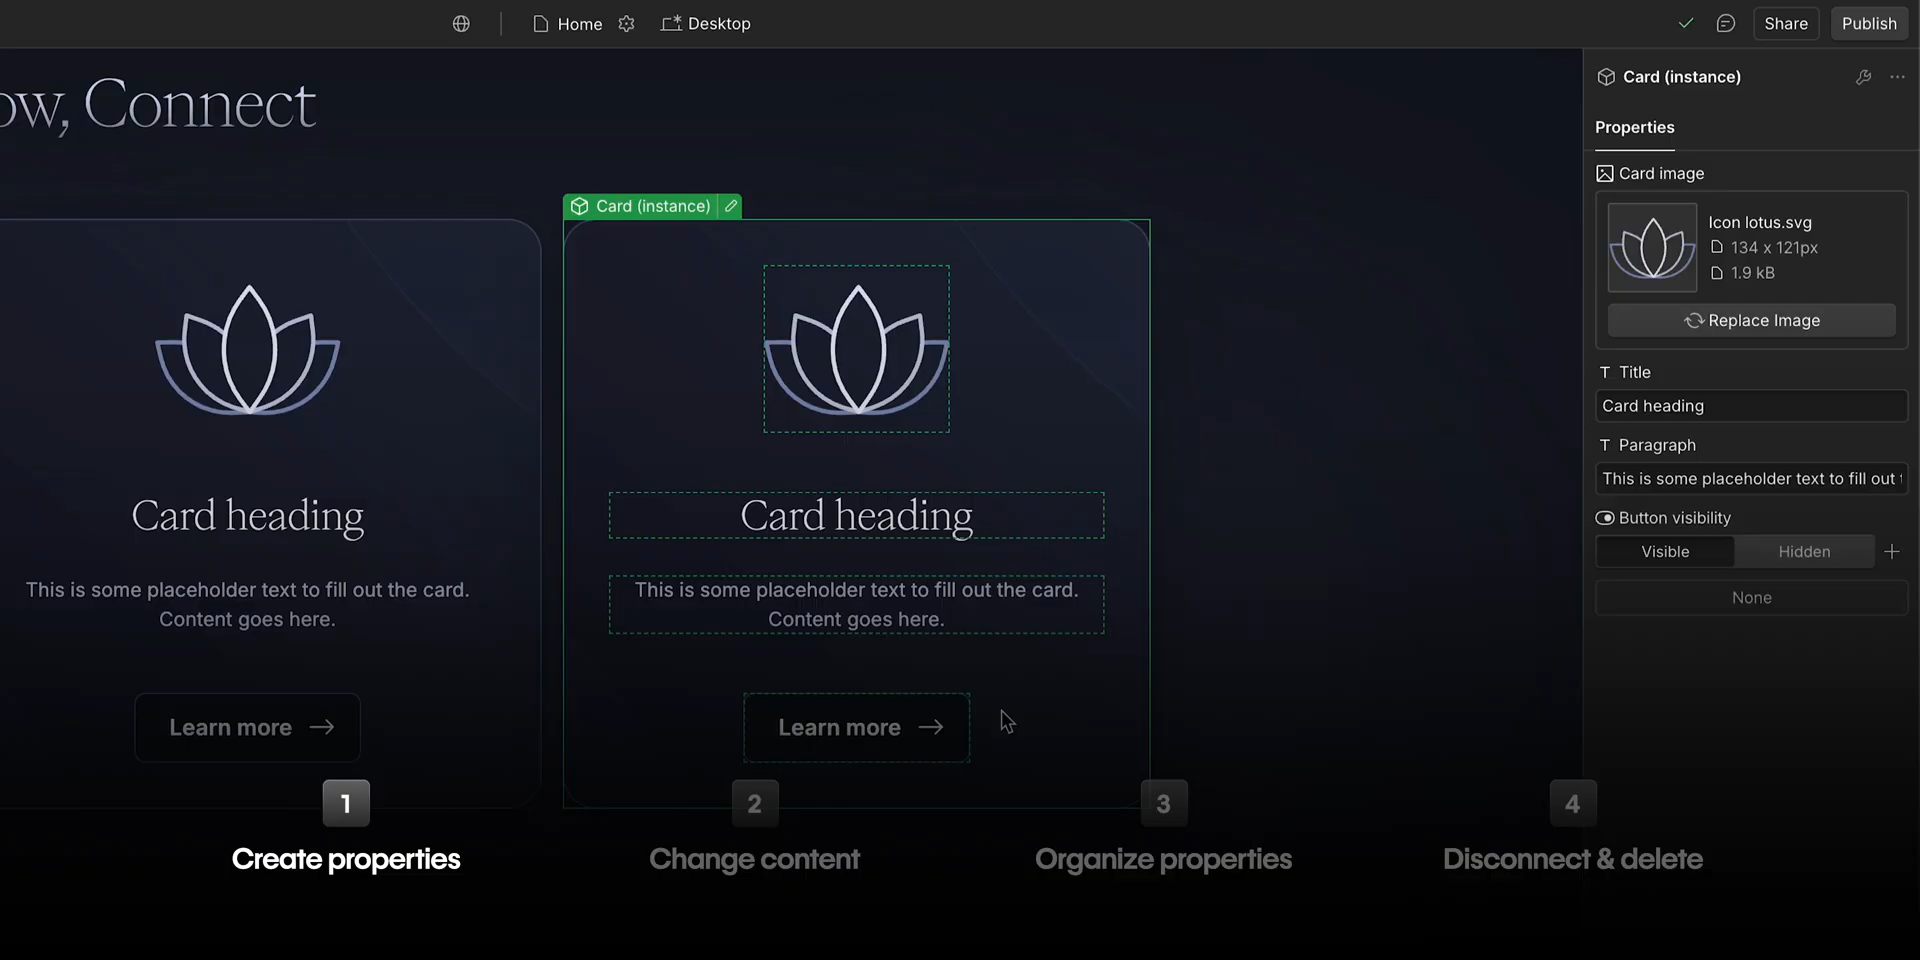 Home
Desktop
Share
Publish
ow, Connect
Card (instance)
Card heading
This is some placeholder text to fill out the card.
Content goes here.
Learn more
Card (instance)
Card heading
This is some placeholder text to fill out the card.
Content goes here.
Learn more
Properties
Card image
Icon lotus.svg
134 x 121px
1.9 kB
Replace Image
Title
Card heading
Paragraph
This is some placeholder text to fill out
Button visibility
Visible
Hidden
None
1
Create properties
2
Change content
3
Organize properties
4
Disconnect & delete